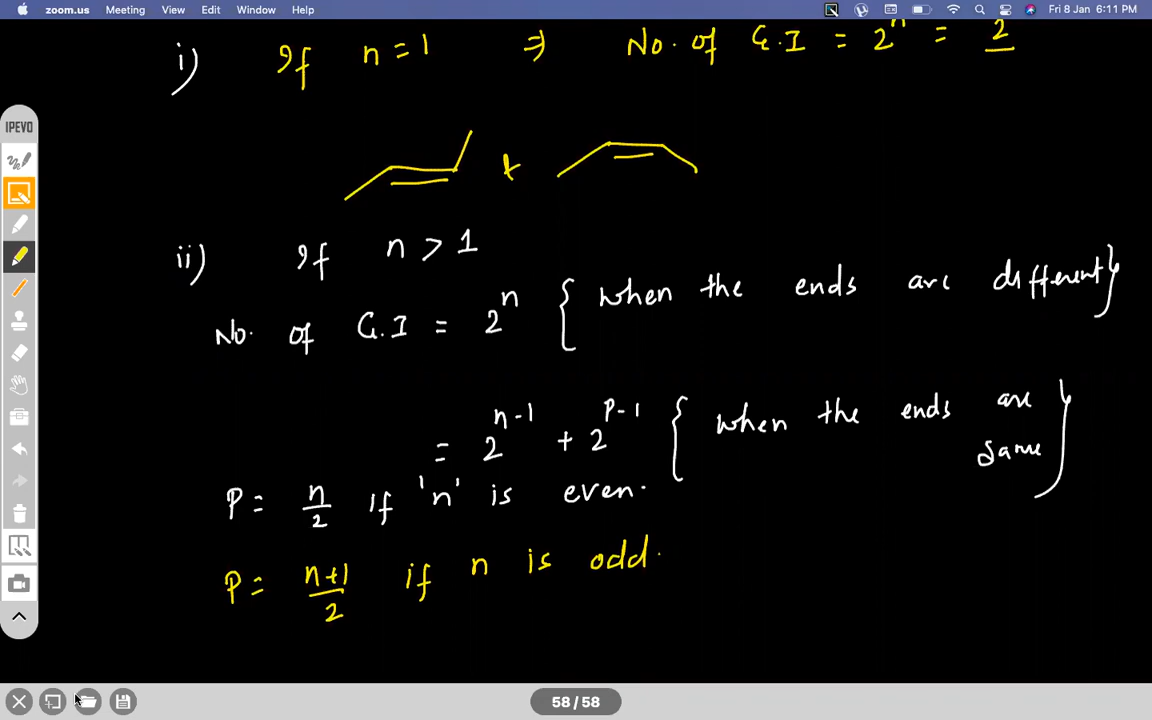 zoom.us Meeting View Edit Window Help Fri 8 Jan 6:11 PM
i) If n = 1 ⇒ No. of G.I = 2^n = 2
IPEVO
&
ii) If n > 1
No. of G.I = 2^n { when the ends are different }
= 2^(n-1) + 2^(P-1) { when the ends are
same }
P = n/2 if 'n' is even.
P = (n+1)/2 if n is odd.
58 / 58